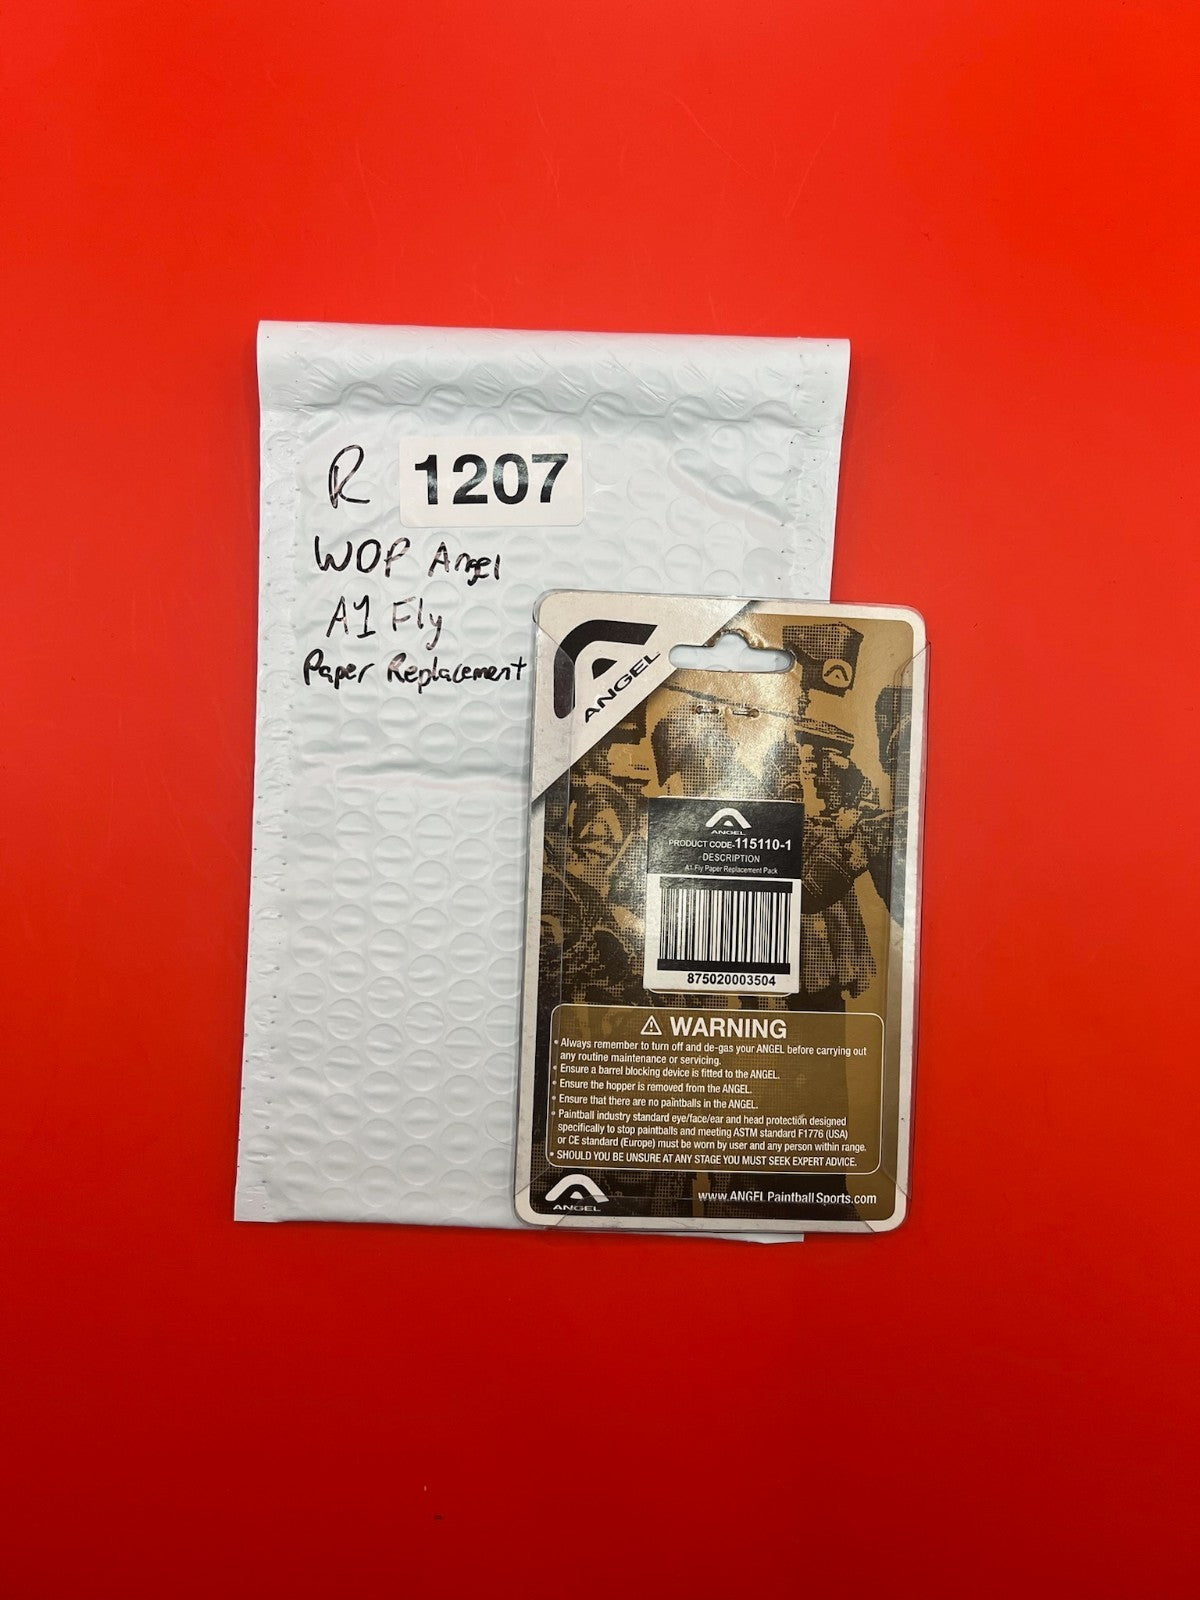 R 1207
WOP Angel
A1 Fly
Paper Replacement
ANGEL
ANGEL
PRODUCT CODE-115110-1
DESCRIPTION
A1 Fly Paper Replacement Pack
875020003504
⚠ WARNING
• Always remember to turn off and de-gas your ANGEL before carrying out
any routine maintenance or servicing.
• Ensure a barrel blocking device is fitted to the ANGEL.
• Ensure the hopper is removed from the ANGEL.
• Ensure that there are no paintballs in the ANGEL.
• Paintball industry standard eye/face/ear and head protection designed
specifically to stop paintballs and meeting ASTM standard F1776 (USA)
or CE standard (Europe) must be worn by user and any person within range.
• SHOULD YOU BE UNSURE AT ANY STAGE YOU MUST SEEK EXPERT ADVICE.
ANGEL
www.ANGELPaintballSports.com